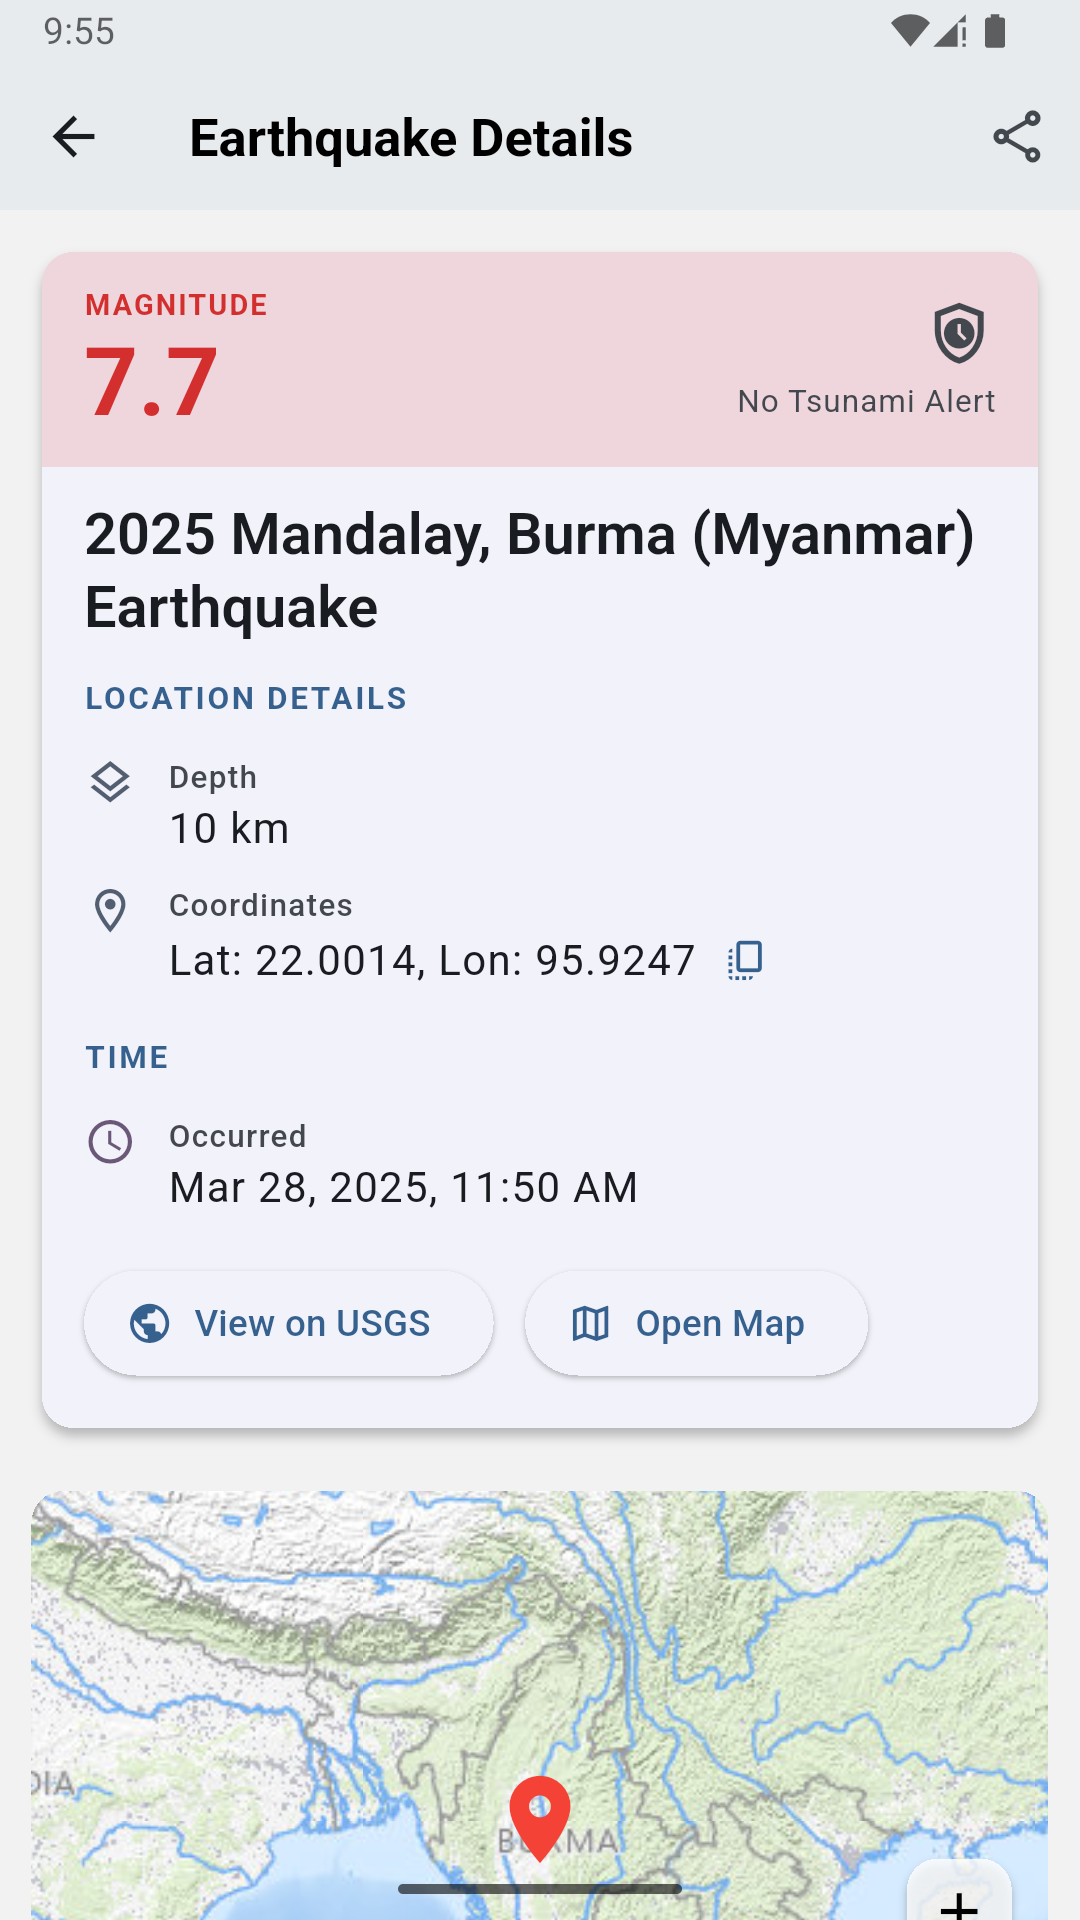 9:55
Earthquake Details
MAGNITUDE
7.7
No Tsunami Alert
2025 Mandalay, Burma (Myanmar)
Earthquake
LOCATION DETAILS
Depth
10 km
Coordinates
Lat: 22.0014, Lon: 95.9247
TIME
Occurred
Mar 28, 2025, 11:50 AM
View on USGS
Open Map
DIA
BURMA
+